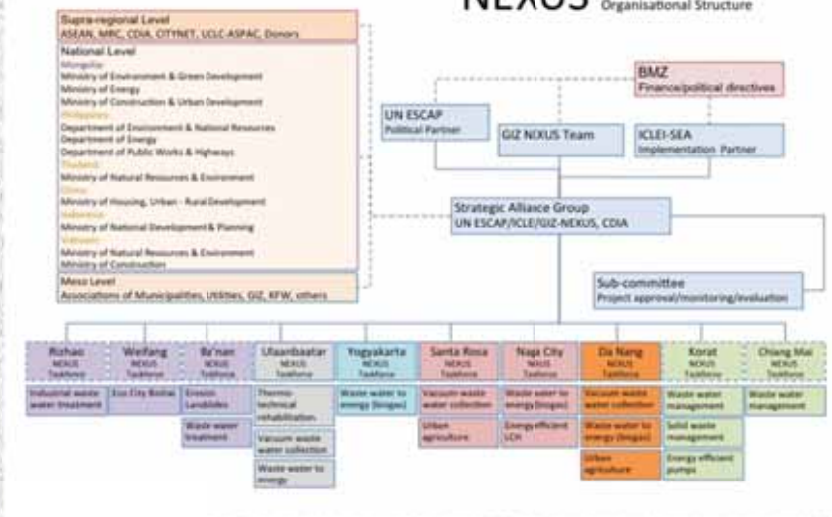 NEXUS Organisational Structure
Supra-regional Level
ASEAN, MRC, CDIA, CITYNET, UCLC-ASPAC, Donors
National Level
Mongolia
Ministry of Environment & Green Development
Ministry of Energy
Ministry of Construction & Urban Development
Philippines
Department of Environment & National Resources
Department of Energy
Department of Public Works & Highways
Thailand
Ministry of Natural Resources & Environment
China
Ministry of Housing, Urban - Rural Development
Indonesia
Ministry of National Development & Planning
Vietnam
Ministry of Natural Resources & Environment
Ministry of Construction
Meso Level
Associations of Municipalities, Utilities, GIZ, KFW, others
BMZ
Finance/political directives
UN ESCAP
Political Partner
GIZ NEXUS Team
ICLEI-SEA
Implementation Partner
Strategic Alliance Group
UN ESCAP/ICLE/GIZ-NEXUS, CDIA
Sub-committee
Project approval/monitoring/evaluation
Rizhao
NEXUS
Taskforce
Industrial waste
water treatment
Weifang
NEXUS
Taskforce
Eco City Binhai
Ba'nan
NEXUS
Taskforce
Erosion
Landslides
Waste water
treatment
Ulaanbaatar
NEXUS
Taskforce
Thermo-
technical
rehabilitation
Vacuum waste
water collection
Waste water to
energy
Yogyakarta
NEXUS
Taskforce
Waste water to
energy (biogas)
Santa Rosa
NEXUS
Taskforce
Vacuum waste
water collection
Urban
agriculture
Naga City
NEXUS
Taskforce
Waste water to
energy (biogas)
Energy efficient
Da Nang
NEXUS
Taskforce
Vacuum waste
water collection
Waste water to
energy (biogas)
Urban
agriculture
Korat
NEXUS
Taskforce
Waste water
management
Solid waste
management
Energy efficient
pumps
Chiang Mai
NEXUS
Taskforce
Waste water
management